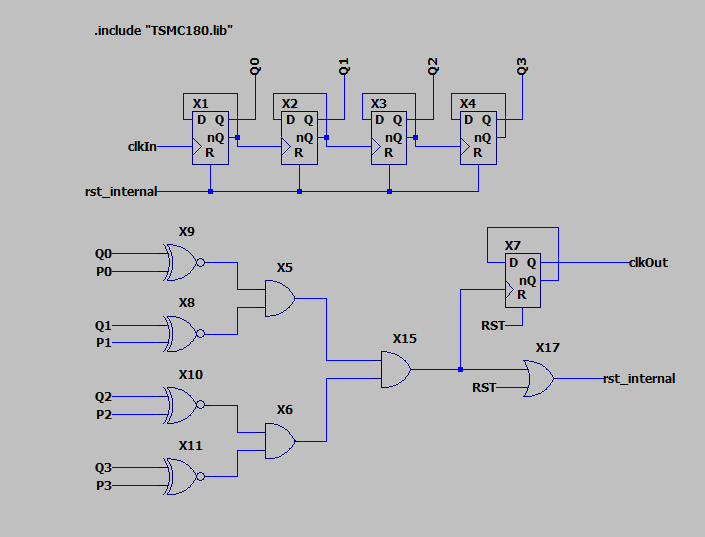 .include "TSMC180.lib"
Q0 Q1 Q2 Q3
X1 X2 X3 X4
D Q D Q D Q D Q
nQ nQ nQ nQ
clkIn
R R R R
rst_internal
X9
Q0
P0
X5
X8
Q1
P1
X7
D Q clkOut
nQ
R
RST
X15
X17
rst_internal
RST
X10
Q2
P2
X6
X11
Q3
P3